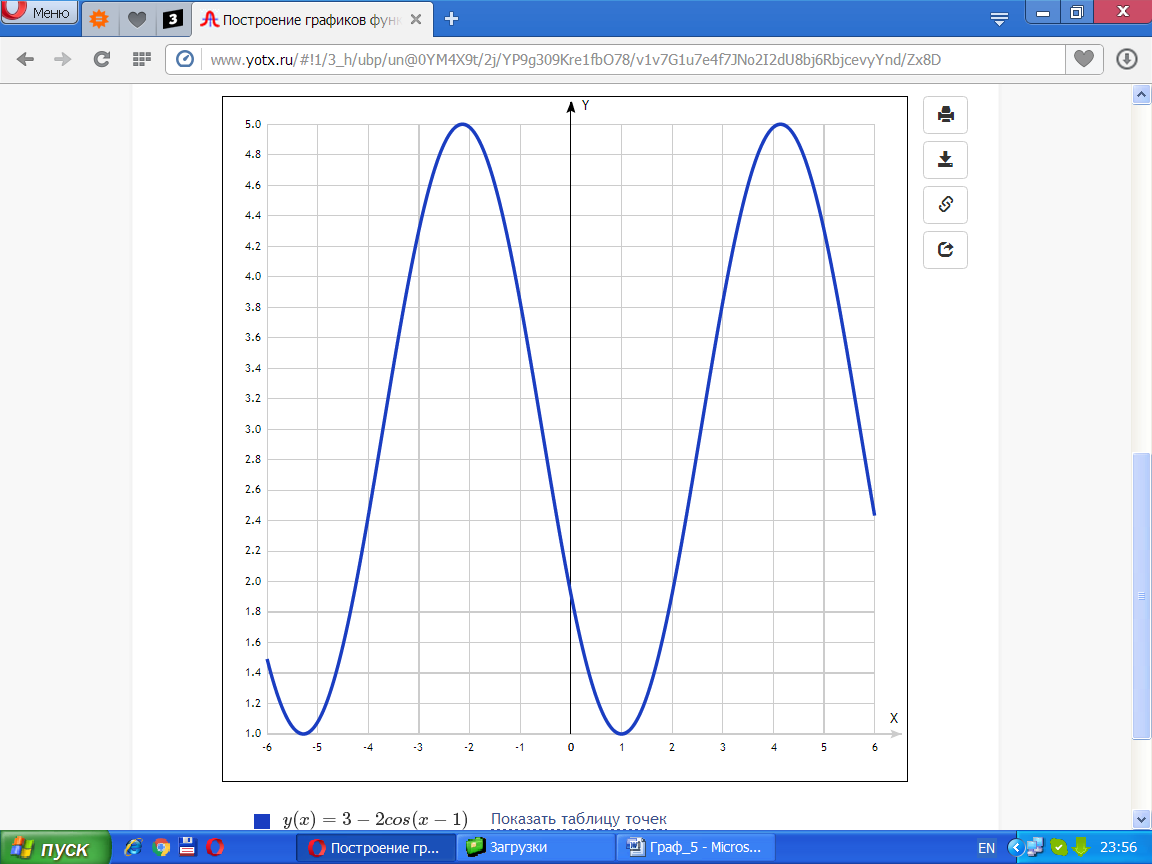 Меню
3
Построение графиков фун
www.yotx.ru/#!1/3_h/ubp/un@0YM4X9t/2j/YP9g309Kre1fbO78/v1v7G1u7e4f7JNo2I2dU8bj6RbjcevyYnd/Zx8D
Y
5.0
4.8
4.6
4.4
4.2
4.0
3.8
3.6
3.4
3.2
3.0
2.8
2.6
2.4
2.2
2.0
1.8
1.6
1.4
1.2
1.0
X
-6 -5 -4 -3 -2 -1 0 1 2 3 4 5 6
y(x) = 3 − 2cos(x − 1) Показать таблицу точек
пуск
Построение гр...
Загрузки
Граф_5 - Micros...
EN
23:56